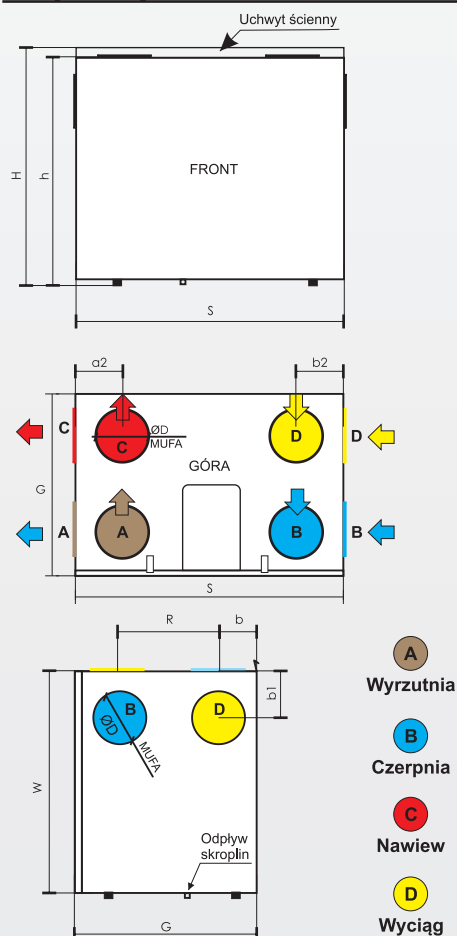 Uchwyt ścienny
H
h
FRONT
S
a2
b2
C
C
ØD
MUFA
D
D
GÓRA
G
A
A
B
B
S
R
b
b1
W
B
ØD
MUFA
D
Odpływ
skroplin
G
A
Wyrzutnia
B
Czerpnia
C
Nawiew
D
Wyciąg